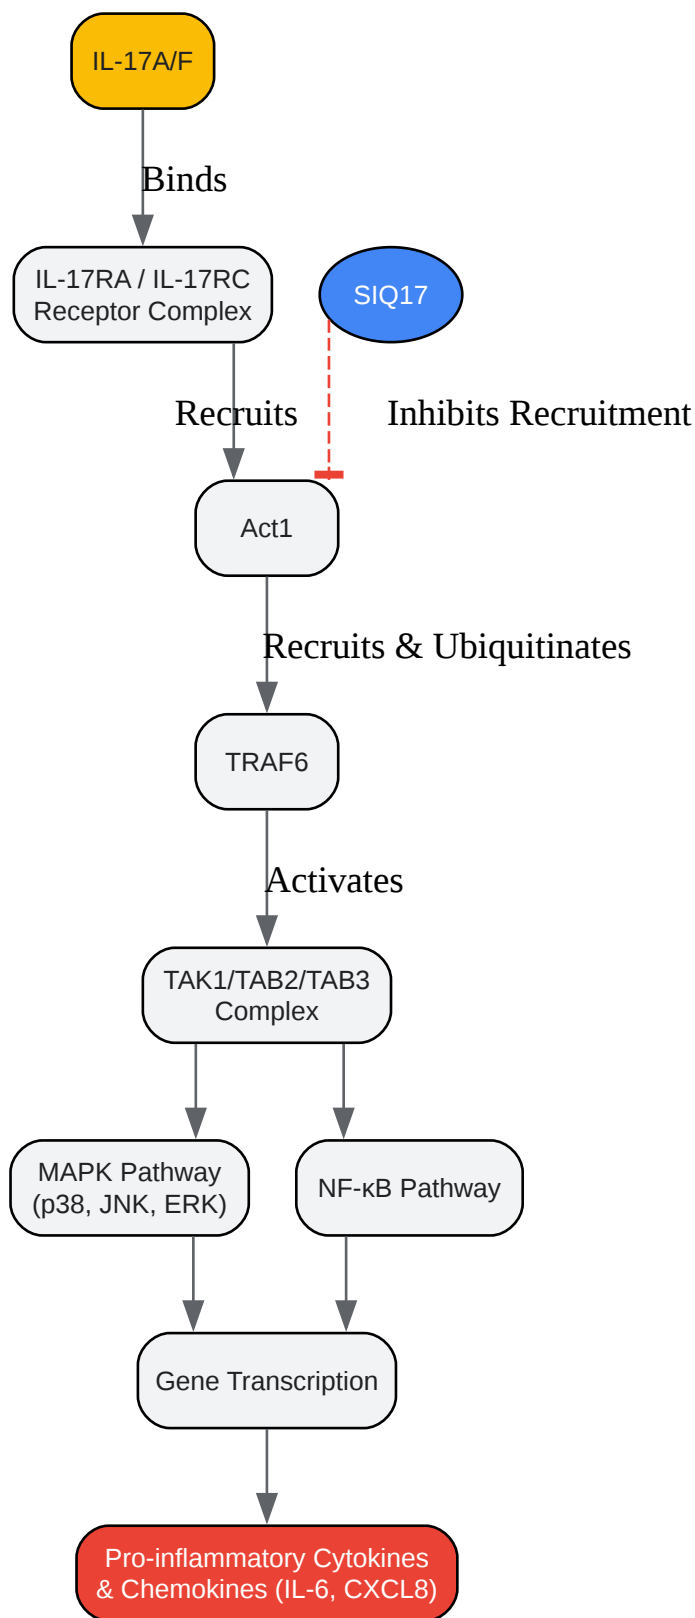 IL-17A/F
Binds
IL-17RA / IL-17RC
Receptor Complex
SIQ17
Recruits
Inhibits Recruitment
Act1
Recruits & Ubiquitinates
TRAF6
Activates
TAK1/TAB2/TAB3
Complex
MAPK Pathway
(p38, JNK, ERK)
NF-κB Pathway
Gene Transcription
Pro-inflammatory Cytokines
& Chemokines (IL-6, CXCL8)